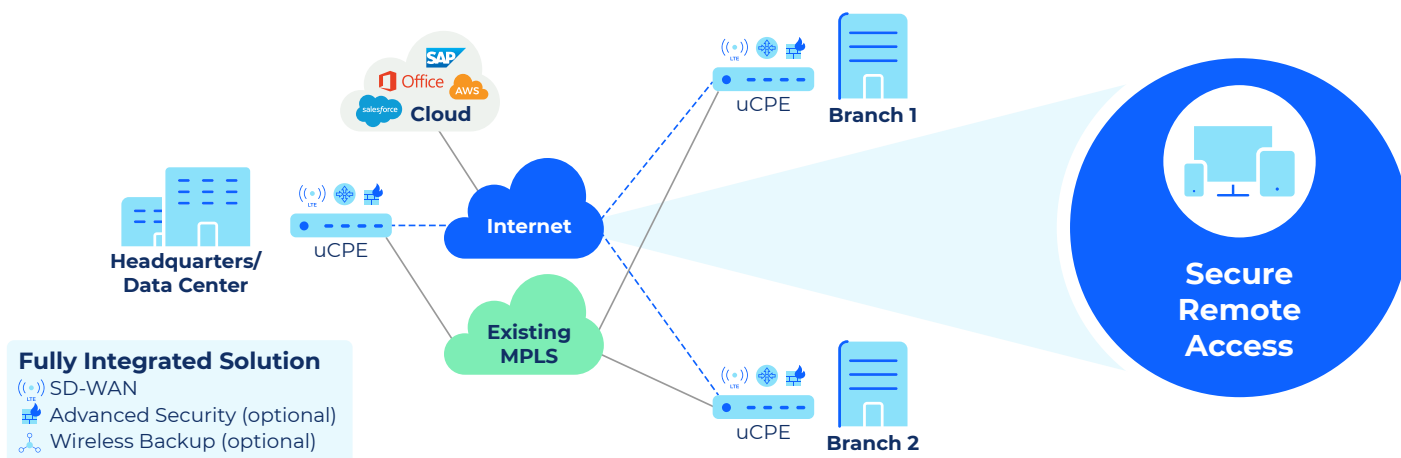 SAP
Office
AWS
salesforce
Cloud
LTE
uCPE
Branch 1
Headquarters/
Data Center
LTE
uCPE
Internet
Existing
MPLS
Secure
Remote
Access
LTE
uCPE
Branch 2
Fully Integrated Solution
LTE
SD-WAN
Advanced Security (optional)
Wireless Backup (optional)